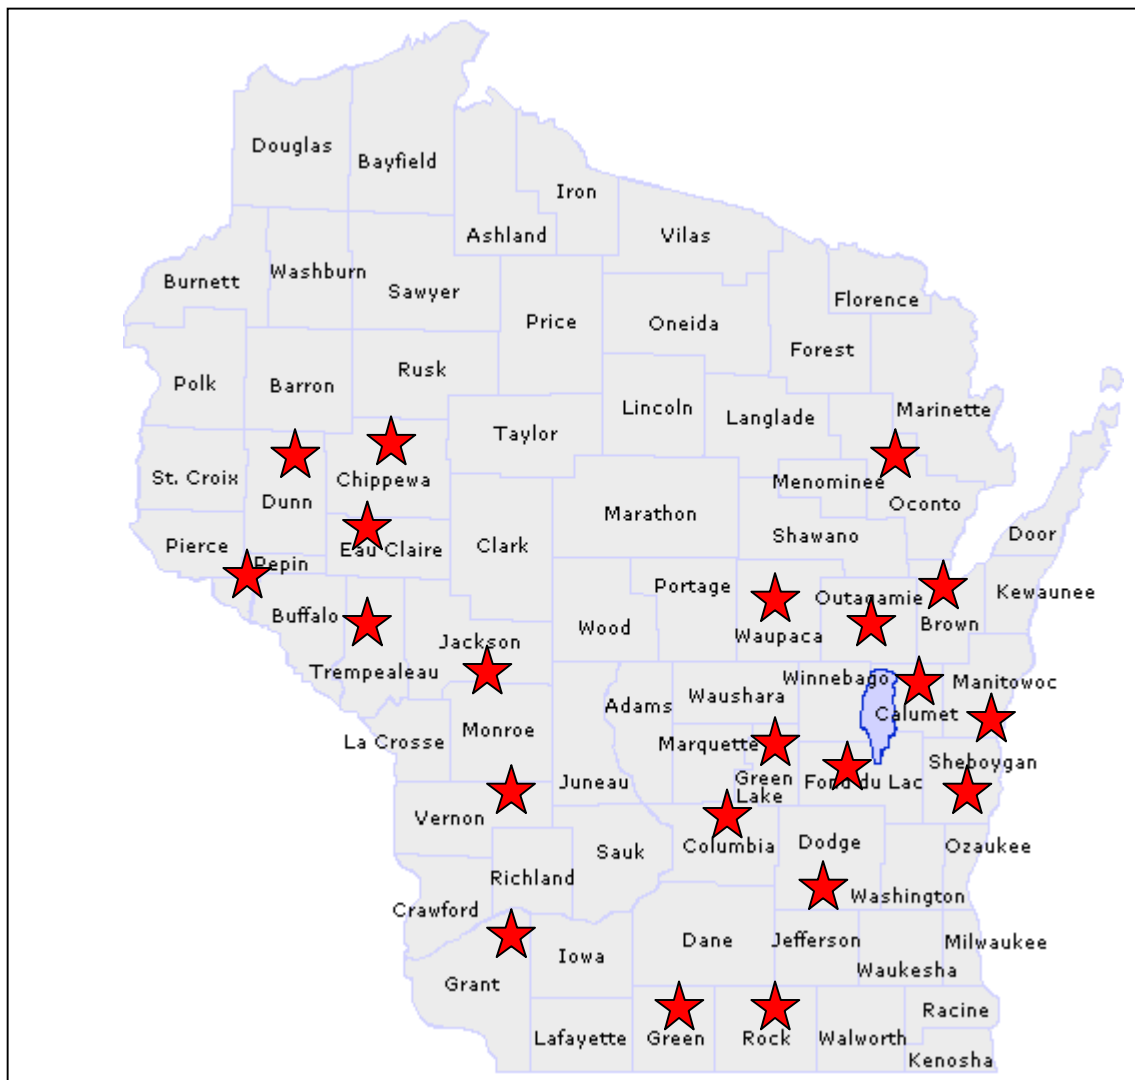 Douglas
Bayfield
Iron
Ashland
Vilas
Burnett
Washburn
Sawyer
Florence
Price
Oneida
Forest
Polk
Barron
Rusk
Lincoln
Langlade
Marinette
Taylor
St. Croix
Chippewa
Menominee
Dunn
Oconto
Marathon
Shawano
Door
Pierce
Eau Claire
Clark
Pepin
Portage
Outagamie
Kewaunee
Buffalo
Wood
Waupaca
Brown
Jackson
Trempealeau
Winnebago
Manitowoc
Waushara
Adams
Calumet
Monroe
La Crosse
Marquette
Sheboygan
Juneau
Green
Lake
Fond du Lac
Vernon
Columbia
Dodge
Ozaukee
Sauk
Richland
Washington
Crawford
Dane
Jefferson
Milwaukee
Iowa
Waukesha
Grant
Racine
Lafayette
Green
Rock
Walworth
Kenosha